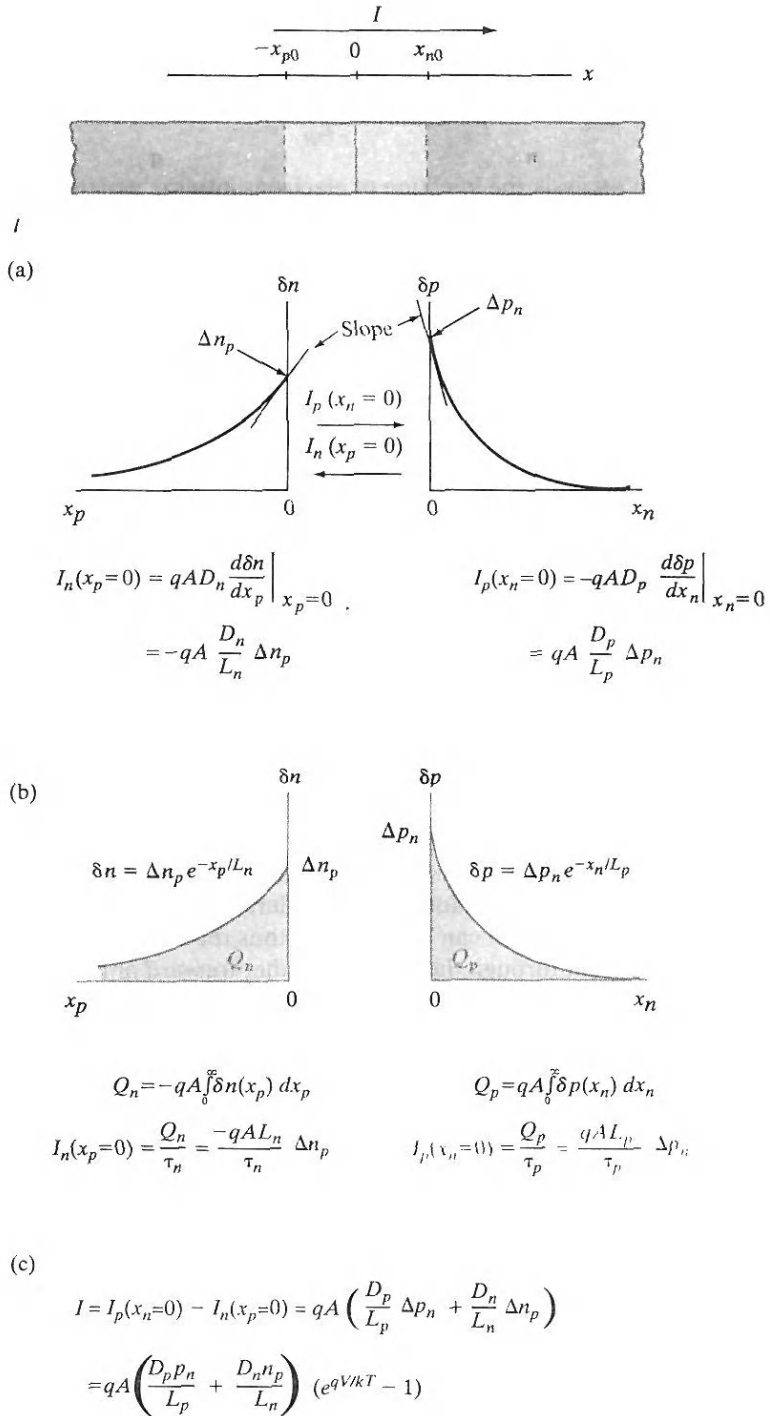 I
−x_{p0} 0 x_{n0}
x
p n
(a)
δn δp
Δn_p Slope Δp_n
I_p (x_n = 0)
I_n (x_p = 0)
x_p 0 0 x_n
I_n(x_p=0) = qAD_n dδn/dx_p |_{x_p=0} . I_p(x_n=0) = −qAD_p dδp/dx_n |_{x_n=0}
= −qA D_n/L_n Δn_p = qA D_p/L_p Δp_n
(b)
δn δp
Δp_n
δn = Δn_p e^{−x_p/L_n} Δn_p δp = Δp_n e^{−x_n/L_p}
Q_n Q_p
x_p 0 0 x_n
Q_n = −qA∫_0^∞ δn(x_p) dx_p Q_p = qA∫_0^∞ δp(x_n) dx_n
I_n(x_p=0) = Q_n/τ_n = −qAL_n/τ_n Δn_p I_p(x_n=0) = Q_p/τ_p = qAL_p/τ_p Δp_n
(c)
I = I_p(x_n=0) − I_n(x_p=0) = qA ( D_p/L_p Δp_n + D_n/L_n Δn_p )
= qA ( D_p p_n/L_p + D_n n_p/L_n ) (e^{qV/kT} − 1)